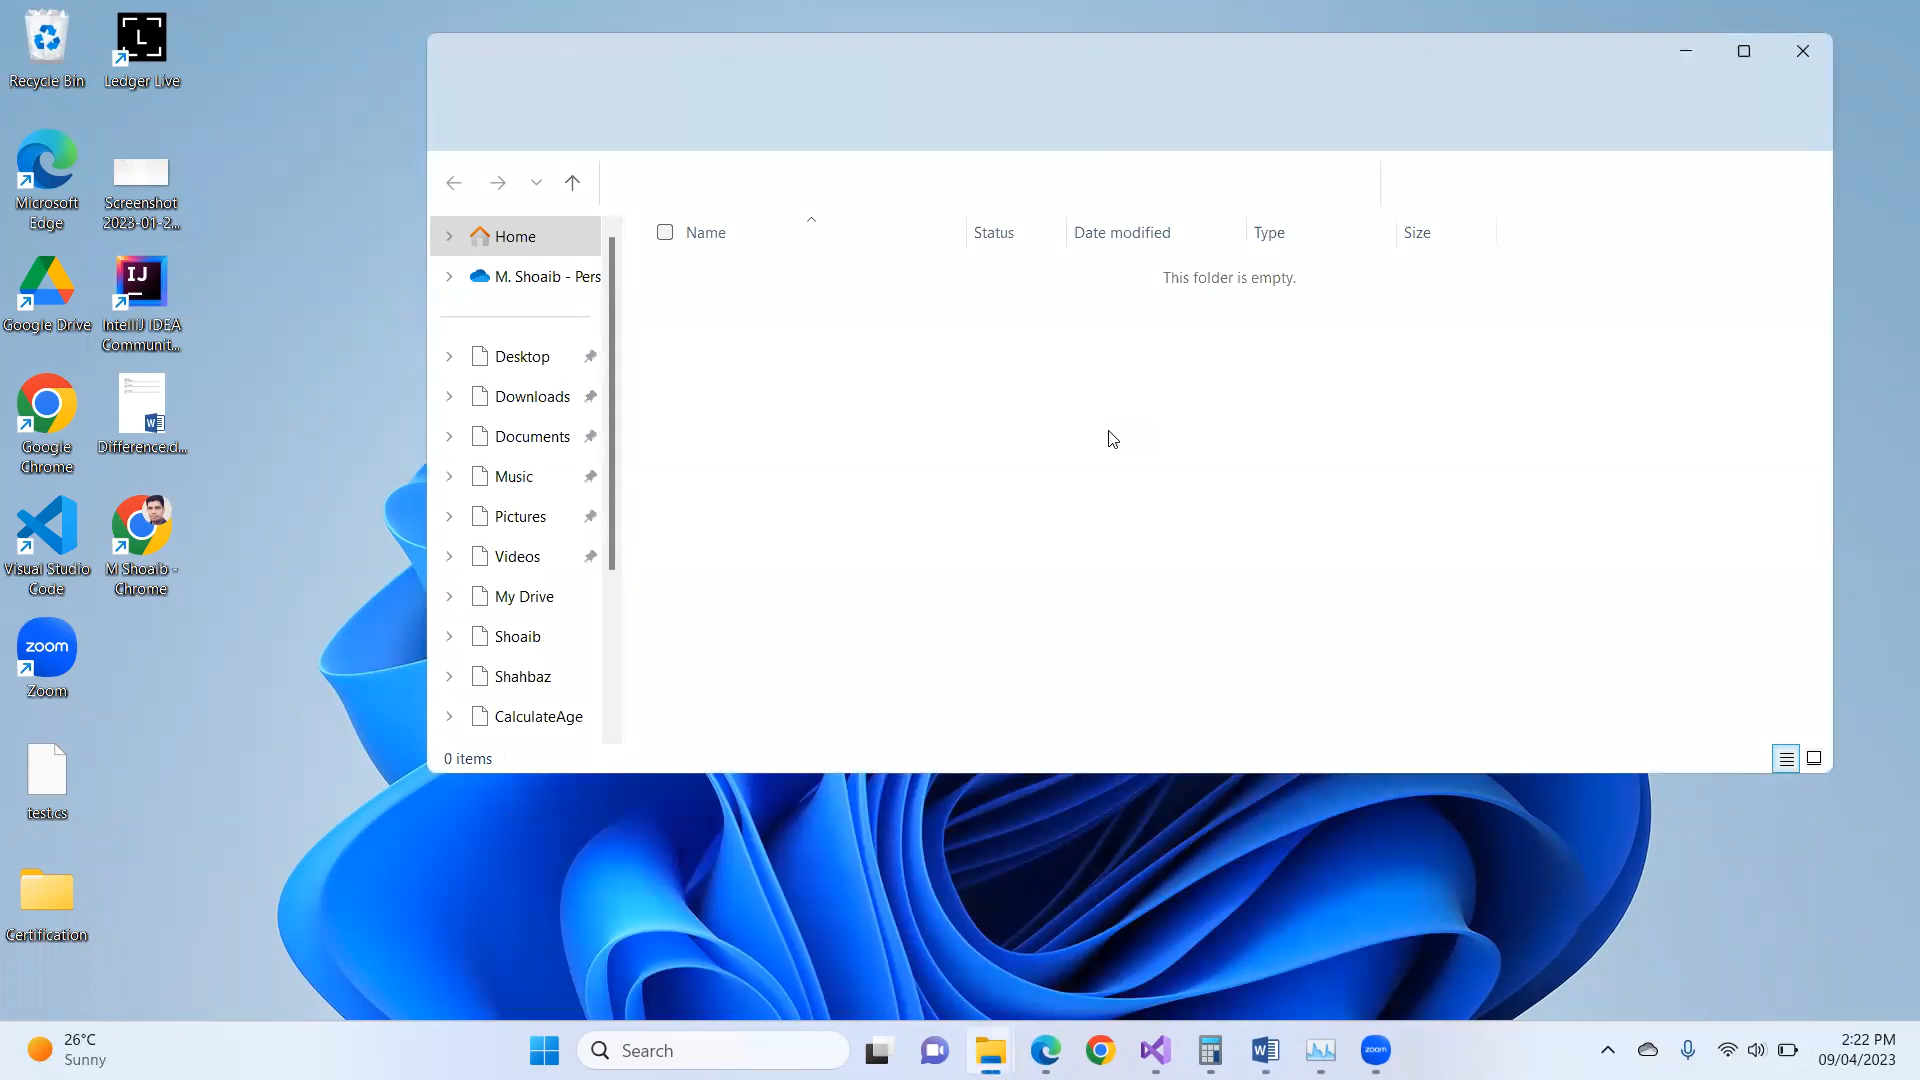 Recycle Bin
Ledger Live
Microsoft
Edge
Screenshot
2023-01-2...
Google Drive
IJ
IntelliJ IDEA
Communit...
Google
Chrome
Difference.d...
Visual Studio
Code
M Shoaib -
Chrome
zoom
Zoom
test.cs
Certification
Home
M. Shoaib - Pers
Desktop
Downloads
Documents
Music
Pictures
Videos
My Drive
Shoaib
Shahbaz
CalculateAge
Name
Status
Date modified
Type
Size
This folder is empty.
0 items
26°C
Sunny
Search
zoom
2:22 PM
09/04/2023